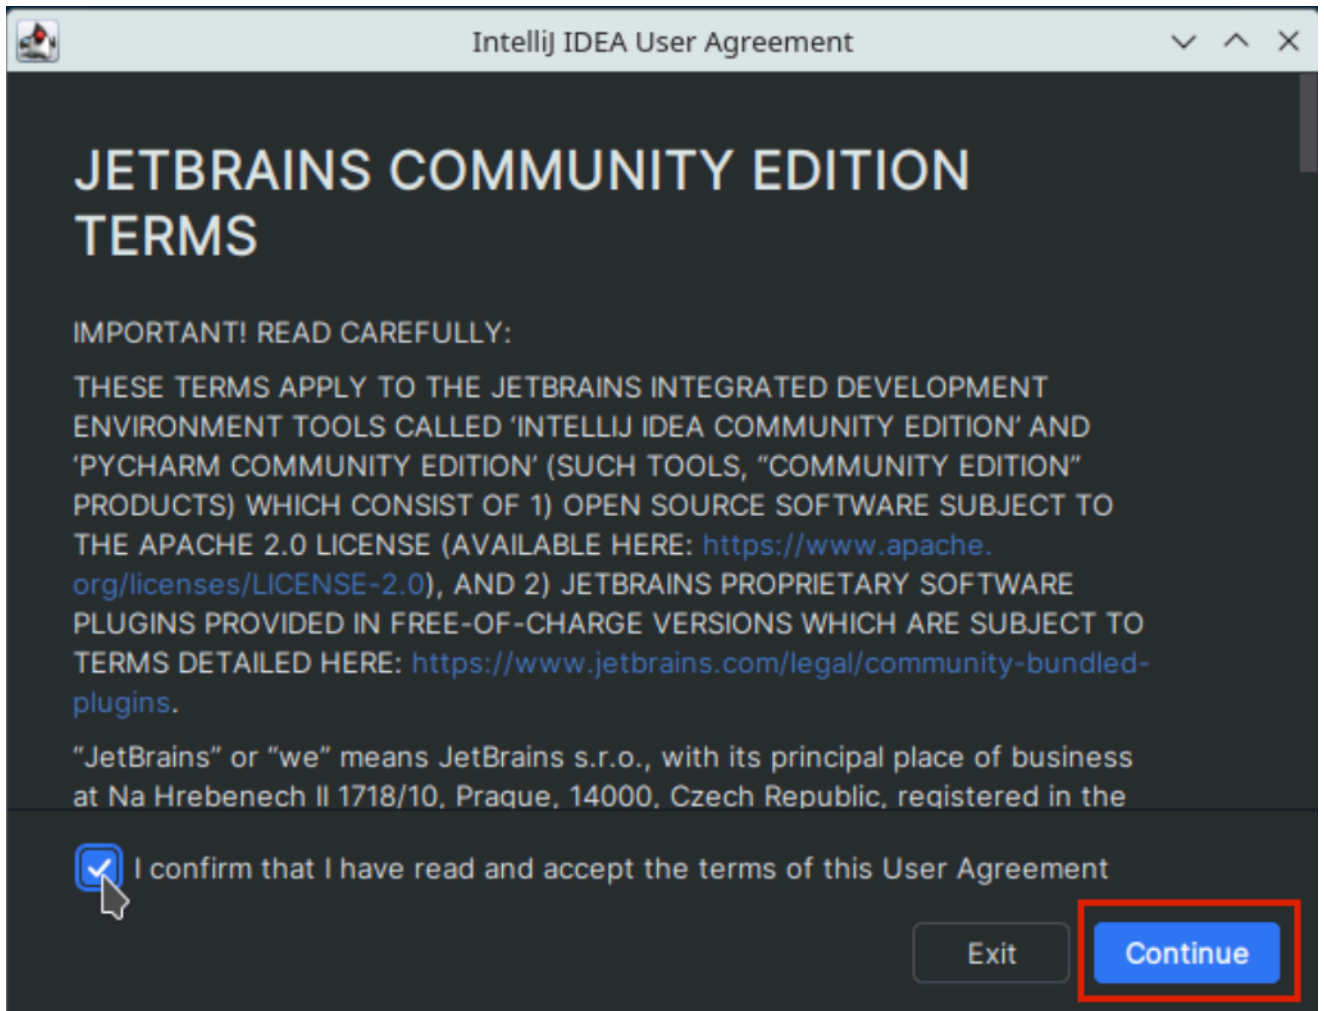 IntelliJ IDEA User Agreement
JETBRAINS COMMUNITY EDITION
TERMS
IMPORTANT! READ CAREFULLY:
THESE TERMS APPLY TO THE JETBRAINS INTEGRATED DEVELOPMENT
ENVIRONMENT TOOLS CALLED ‘INTELLIJ IDEA COMMUNITY EDITION’ AND
‘PYCHARM COMMUNITY EDITION’ (SUCH TOOLS, “COMMUNITY EDITION”
PRODUCTS) WHICH CONSIST OF 1) OPEN SOURCE SOFTWARE SUBJECT TO
THE APACHE 2.0 LICENSE (AVAILABLE HERE: https://www.apache.
org/licenses/LICENSE-2.0), AND 2) JETBRAINS PROPRIETARY SOFTWARE
PLUGINS PROVIDED IN FREE-OF-CHARGE VERSIONS WHICH ARE SUBJECT TO
TERMS DETAILED HERE: https://www.jetbrains.com/legal/community-bundled-
plugins.
“JetBrains” or “we” means JetBrains s.r.o., with its principal place of business
at Na Hrebenech II 1718/10, Prague, 14000, Czech Republic, registered in the
I confirm that I have read and accept the terms of this User Agreement
Exit
Continue